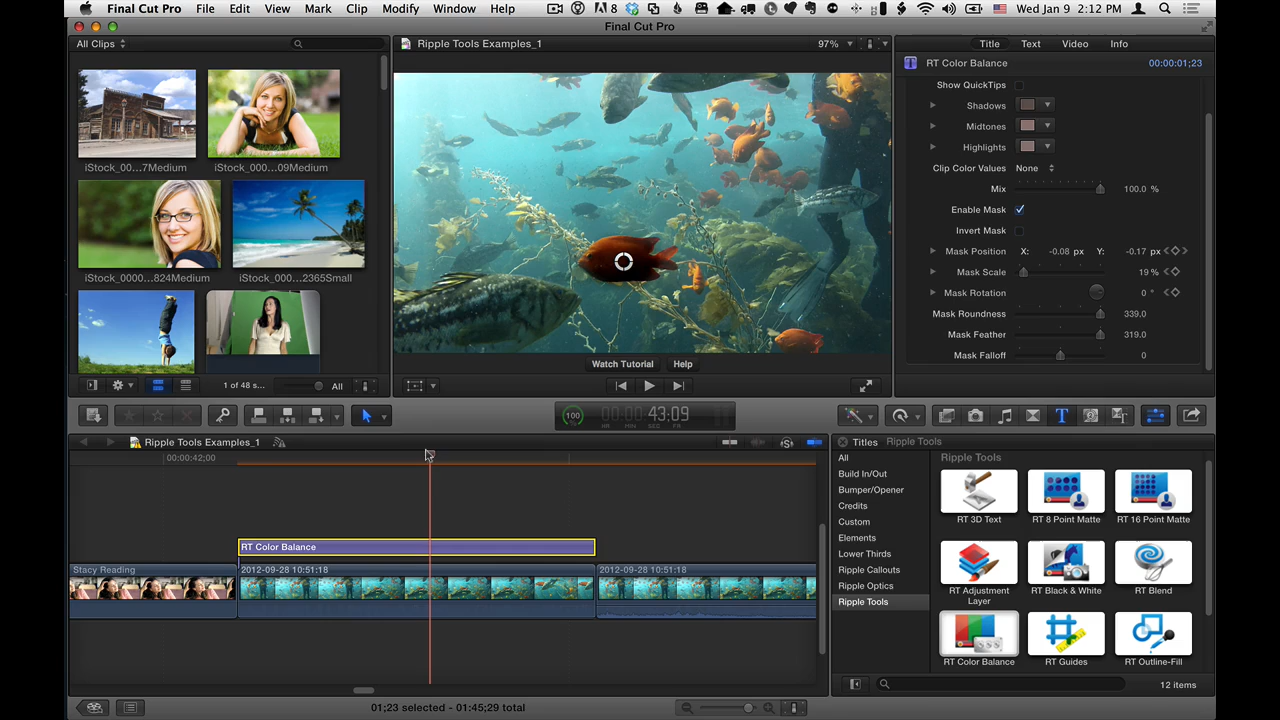 Final Cut Pro File Edit View Mark Clip Modify Window Help 8 Wed Jan 9 2:12 PM
Final Cut Pro
All Clips
Ripple Tools Examples_1 97%
Title Text Video Info
RT Color Balance 00:00:01;23
Show QuickTips
Shadows
Midtones
Highlights
Clip Color Values None
Mix 100.0 %
Enable Mask
Invert Mask
Mask Position X: -0.08 px Y: -0.17 px
Mask Scale 19 %
Mask Rotation 0 °
Mask Roundness 339.0
Mask Feather 319.0
Mask Falloff 0
iStock_00...7Medium iStock_000...09Medium
iStock_0000...824Medium iStock_000...2365Small
Watch Tutorial Help
1 of 48 s... All
100 00:00:43:09
HR MIN SEC FR
Ripple Tools Examples_1
00:00:42;00
RT Color Balance
Stacy Reading 2012-09-28 10:51:18 2012-09-28 10:51:18
Titles Ripple Tools
All
Build In/Out
Bumper/Opener
Credits
Custom
Elements
Lower Thirds
Ripple Callouts
Ripple Optics
Ripple Tools
Ripple Tools
RT 3D Text RT 8 Point Matte RT 16 Point Matte
RT Adjustment Layer RT Black & White RT Blend
RT Color Balance RT Guides RT Outline-Fill
12 items
01;23 selected - 01:45;29 total